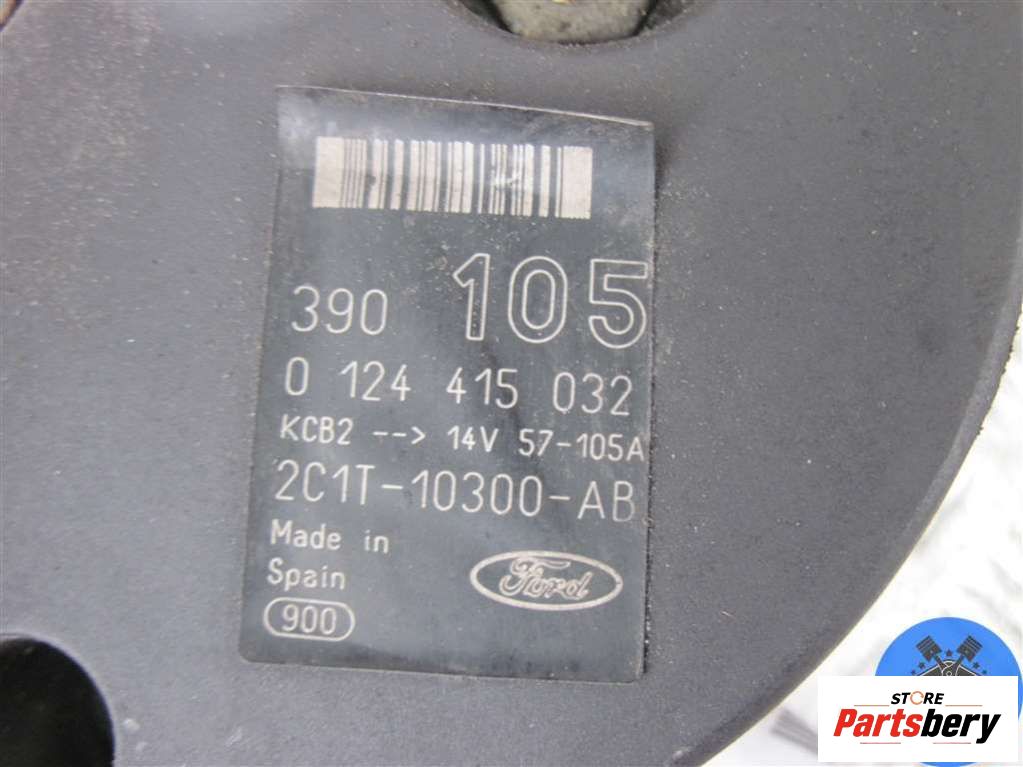 390 105
0 124 415 032
KCB2 --> 14V 57-105A
2C1T-10300-AB
Made in
Spain
Ford
900
STORE
Partsbery